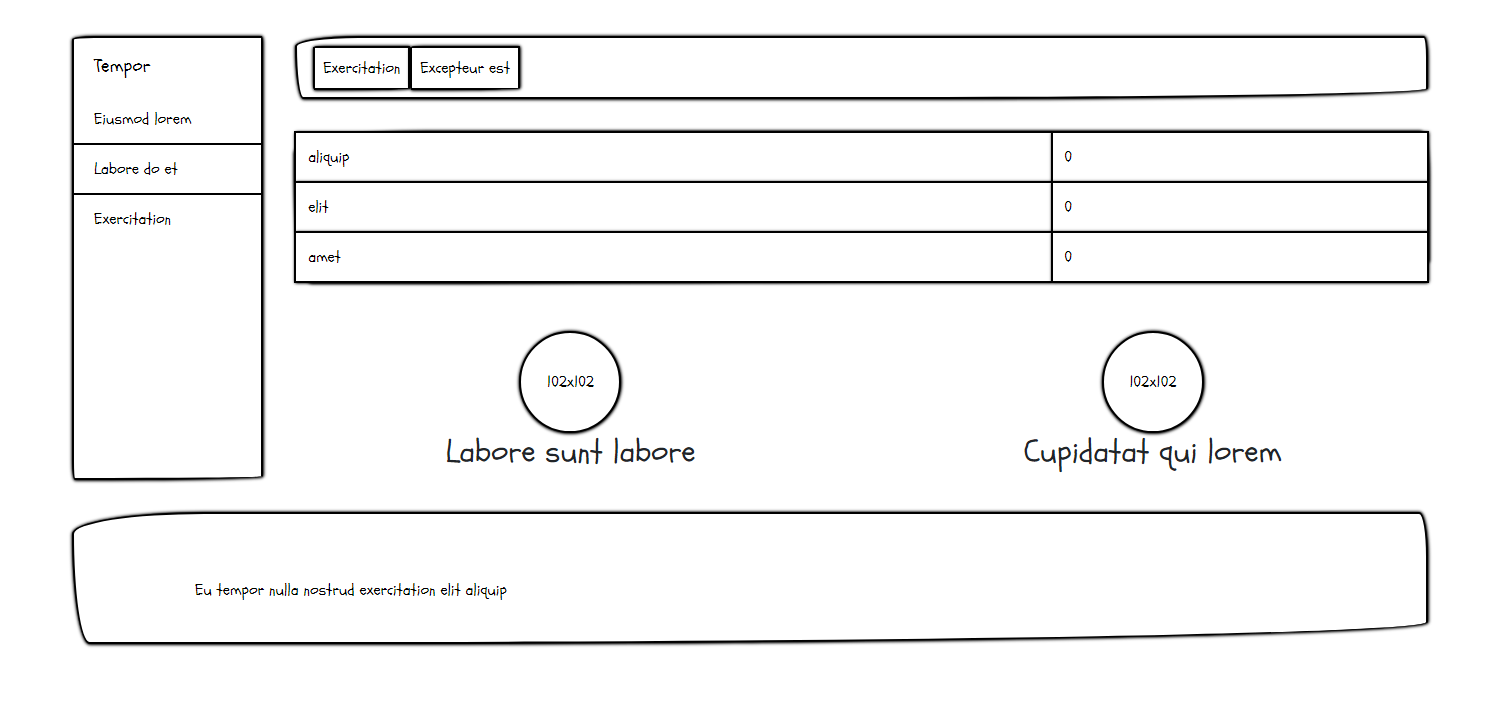 Tempor
Eiusmod lorem
Labore do et
Exercitation
Exercitation
Excepteur est
aliquip 0
elit 0
amet 0
102x102
Labore sunt labore
102x102
Cupidatat qui lorem
Eu tempor nulla nostrud exercitation elit aliquip